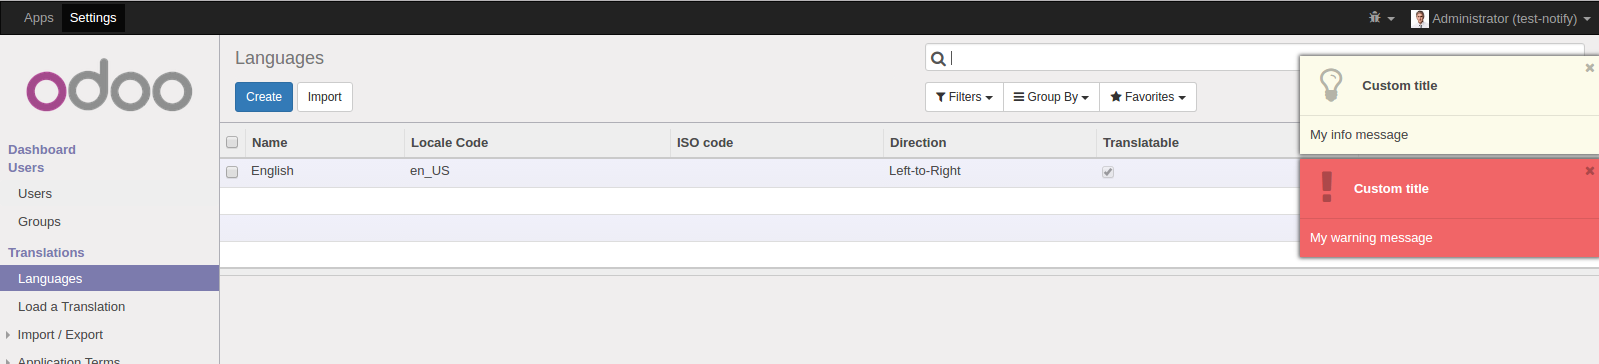 Apps Settings Administrator (test-notify)
odoo
Languages
Create Import Filters Group By Favorites
Custom title
My info message
Custom title
My warning message
Name Locale Code ISO code Direction Translatable
English en_US Left-to-Right
Dashboard
Users
Users
Groups
Translations
Languages
Load a Translation
Import / Export
Application Terms